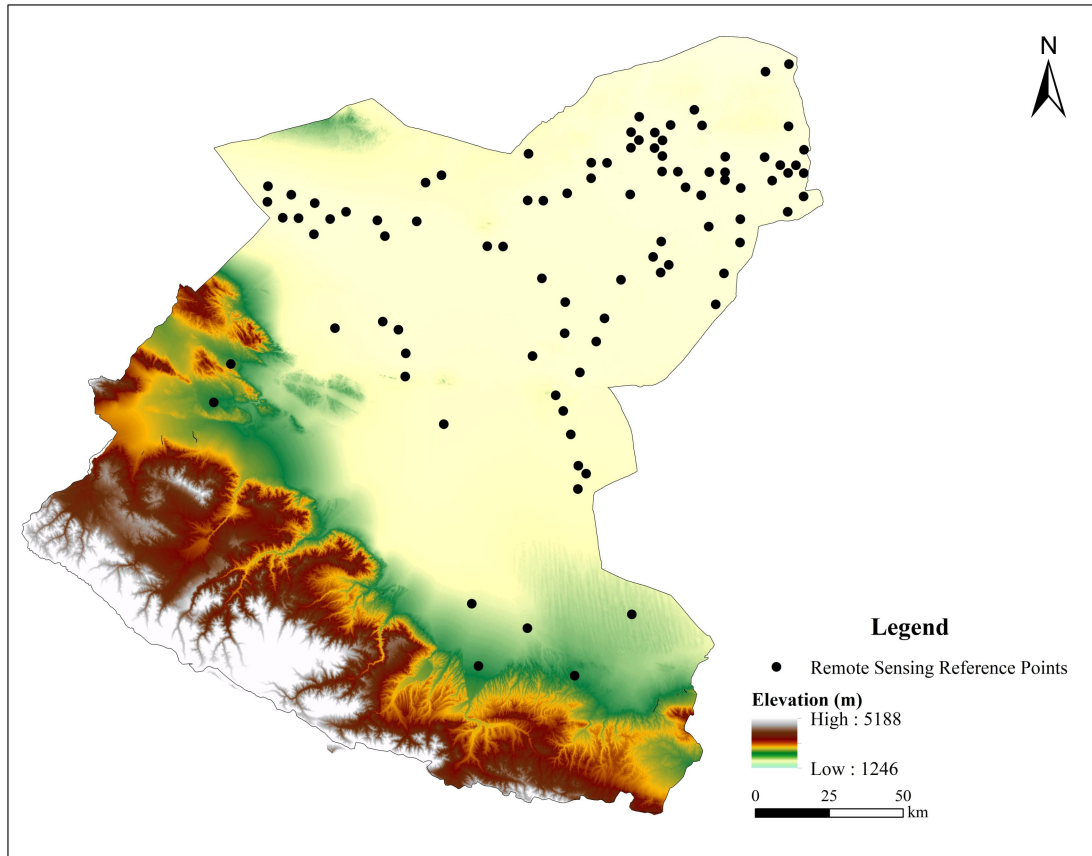 N
Legend
Remote Sensing Reference Points
Elevation (m)
High : 5188
Low : 1246
0 25 50
km